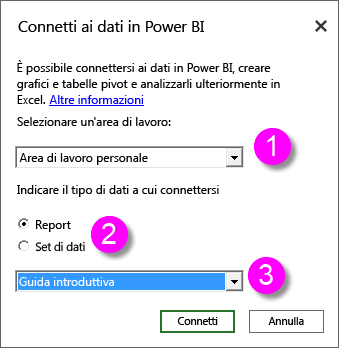 Connetti ai dati in Power BI
È possibile connettersi ai dati in Power BI, creare
grafici e tabelle pivot e analizzarli ulteriormente in
Excel. Altre informazioni
Selezionare un'area di lavoro:
1
Area di lavoro personale
Indicare il tipo di dati a cui connettersi
Report
2
Set di dati
3
Guida introduttiva
Connetti
Annulla